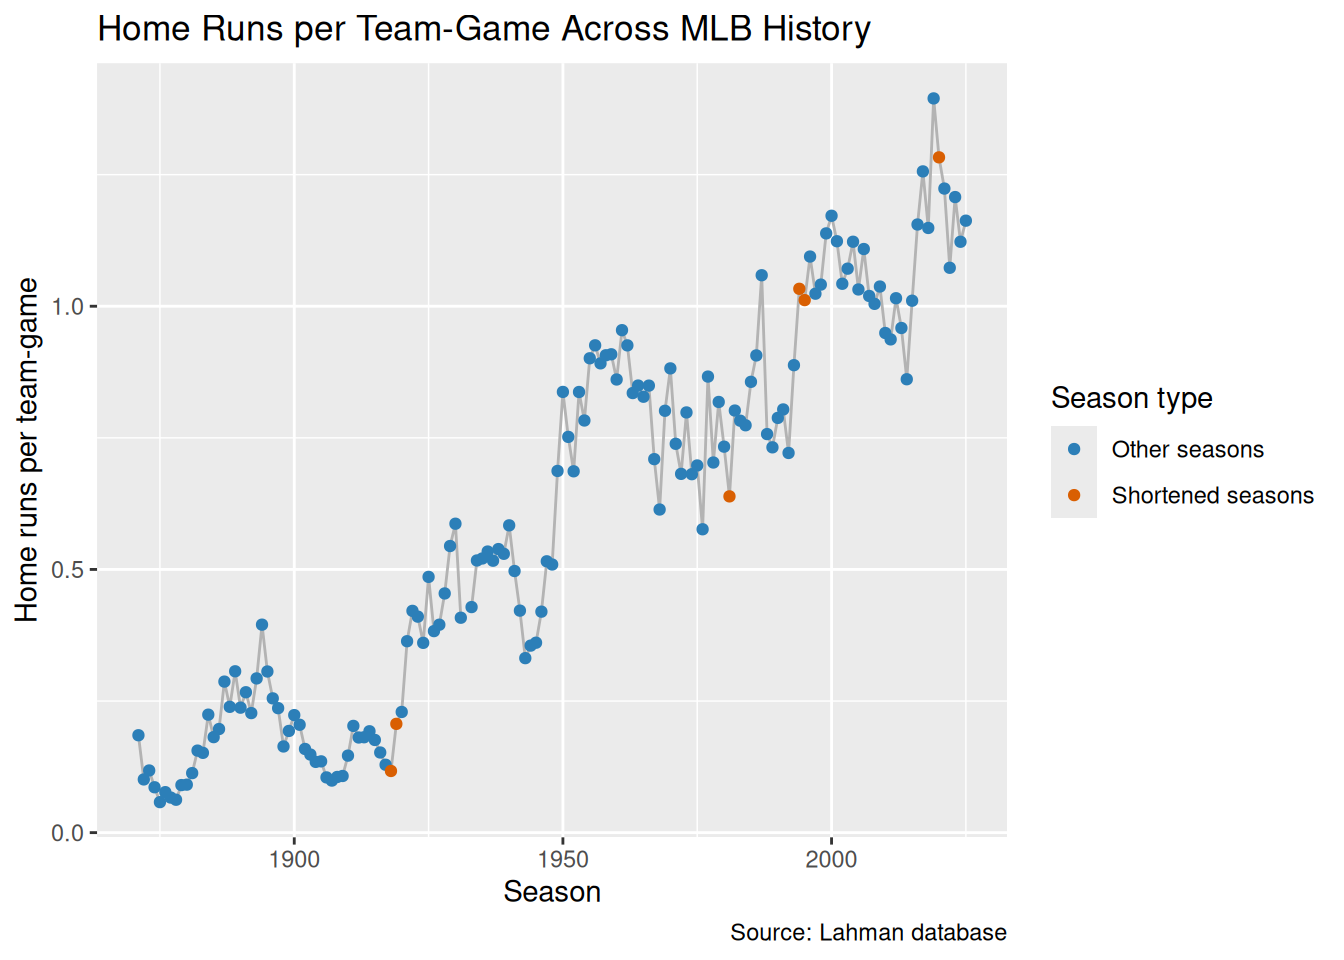 Home Runs per Team-Game Across MLB History
Home runs per team-game
1.0
0.5
0.0
1900
1950
2000
Season
Season type
Other seasons
Shortened seasons
Source: Lahman database